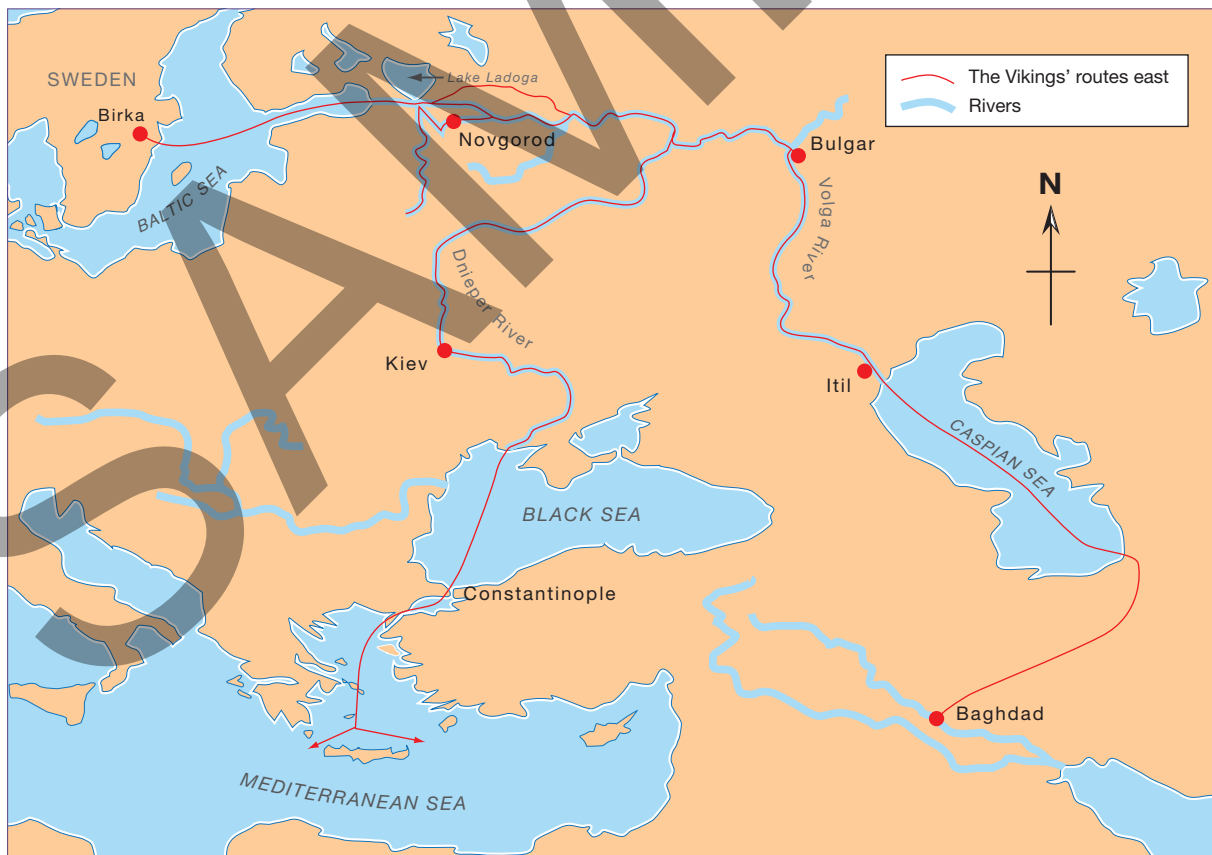 SAM
SWEDEN
Birka
BALTIC SEA
Lake Ladoga
Novgorod
The Vikings' routes east
Rivers
Bulgar
Volga River
N
Dnieper River
Kiev
Itil
CASPIAN SEA
BLACK SEA
Constantinople
Baghdad
MEDITERRANEAN SEA